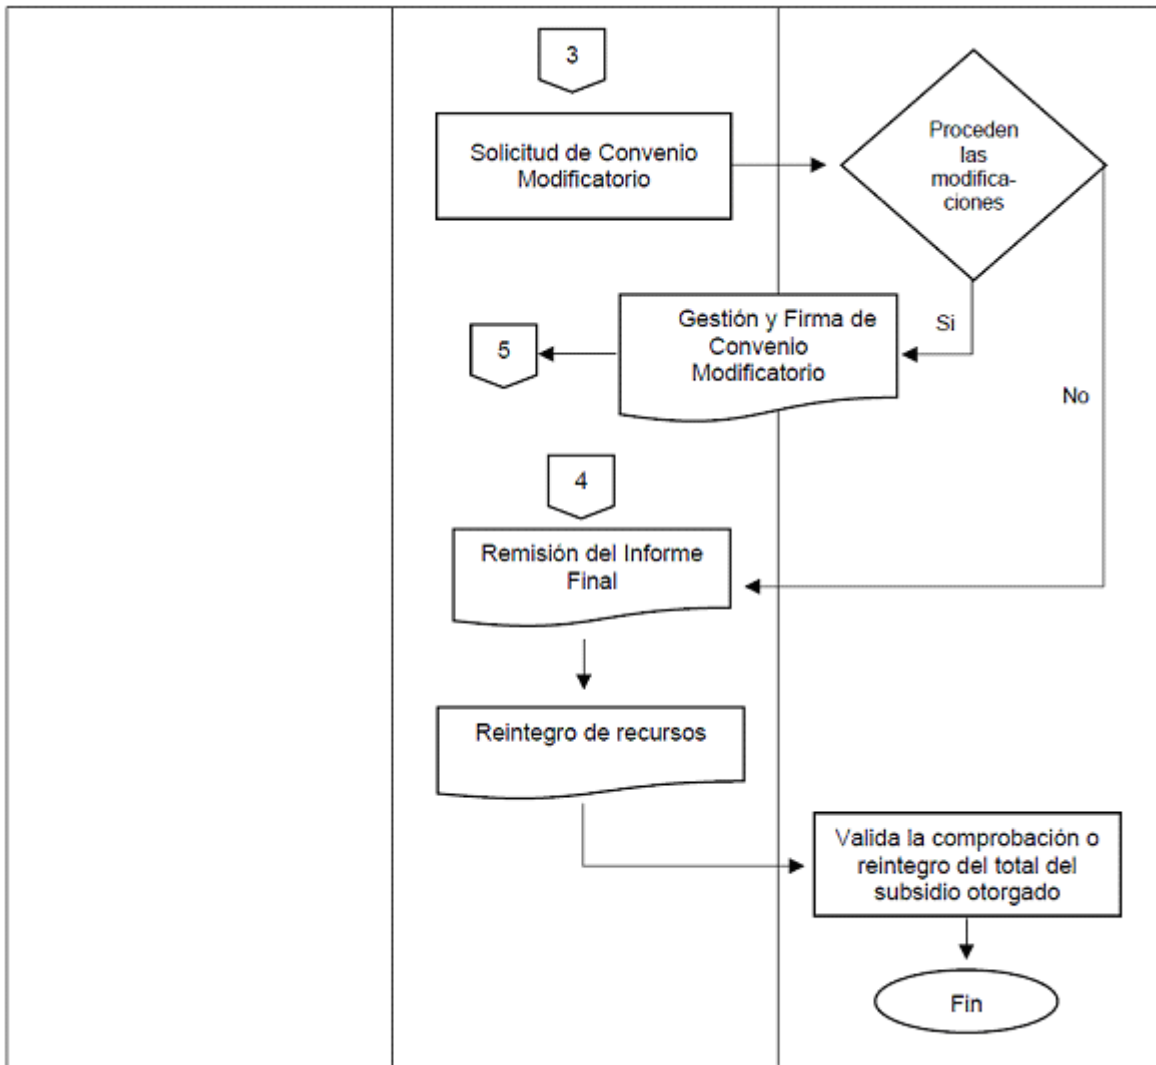 3
Solicitud de Convenio
Modificatorio
Proceden
las
modifica-
ciones
Si
Gestión y Firma de
Convenio
Modificatorio
5
No
4
Remisión del Informe
Final
Reintegro de recursos
Valida la comprobación o
reintegro del total del
subsidio otorgado
Fin